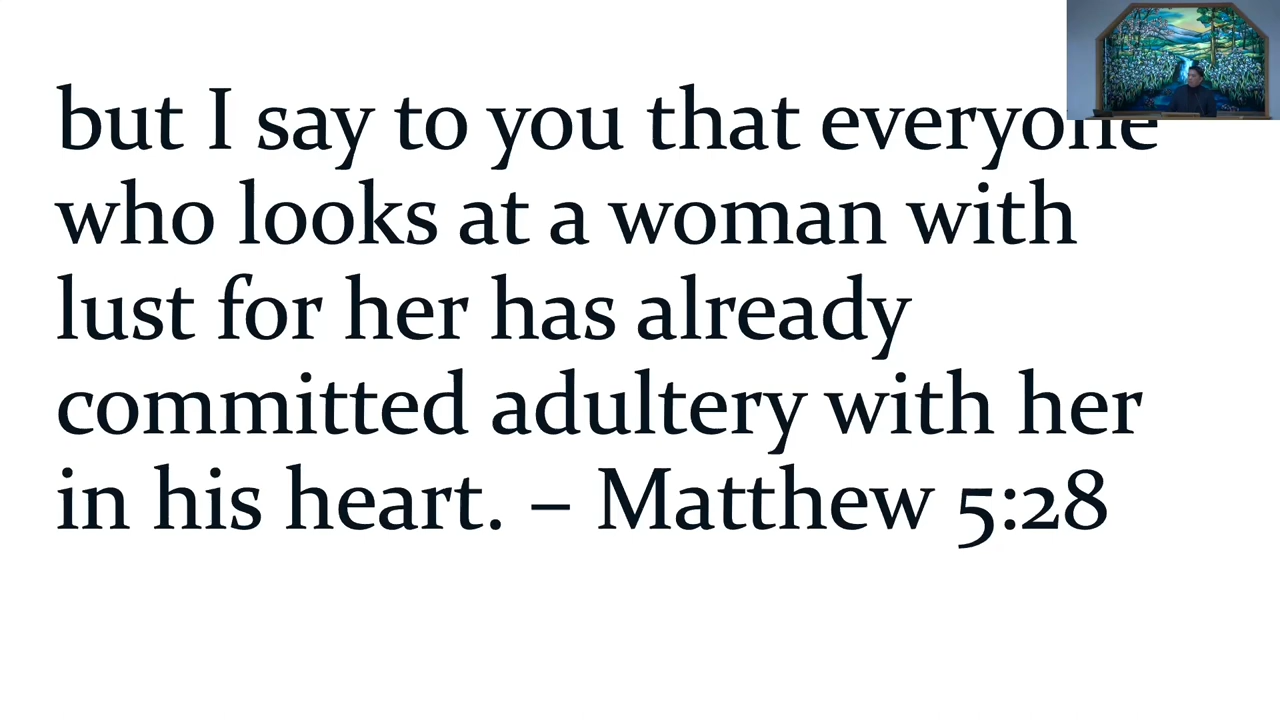 but I say to you that everyone
who looks at a woman with
lust for her has already
committed adultery with her
in his heart. – Matthew 5:28